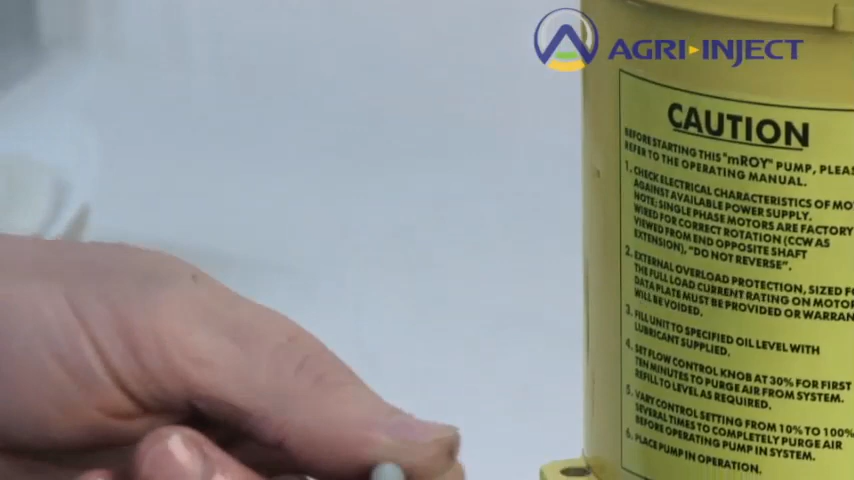 AGRI-INJECT
CAUTION
BEFORE STARTING THIS "mROY" PUMP, PLEAS
REFER TO THE OPERATING MANUAL.
1. CHECK ELECTRICAL CHARACTERISTICS OF MO
AGAINST AVAILABLE POWER SUPPLY.
NOTE: SINGLE PHASE MOTORS ARE FACTORY
WIRED FOR CORRECT ROTATION (CCW AS
VIEWED FROM END OPPOSITE SHAFT
EXTENSION), "DO NOT REVERSE".
2. EXTERNAL OVERLOAD PROTECTION, SIZED FOR
THE FULL LOAD CURRENT RATING ON MOTOR
DATA PLATE MUST BE PROVIDED OR WARRAN
WILL BE VOIDED.
3. FILL UNIT TO SPECIFIED OIL LEVEL WITH
LUBRICANT SUPPLIED.
4. SET FLOW CONTROL KNOB AT 30% FOR FIRST
TEN MINUTES TO PURGE AIR FROM SYSTEM,
REFILL TO LEVEL AS REQUIRED.
5. VARY CONTROL SETTING FROM 10% TO 100%
SEVERAL TIMES TO COMPLETELY PURGE AIR
BEFORE OPERATING PUMP IN SYSTEM.
6. PLACE PUMP IN OPERATION.